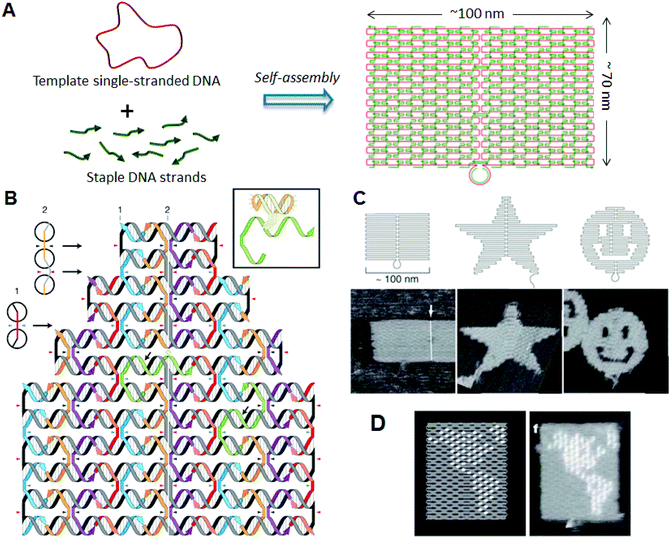 A
~100 nm
Template single-stranded DNA
+
Staple DNA strands
Self-assembly
~70 nm
B
2
1
1 2
C
~ 100 nm
D
f